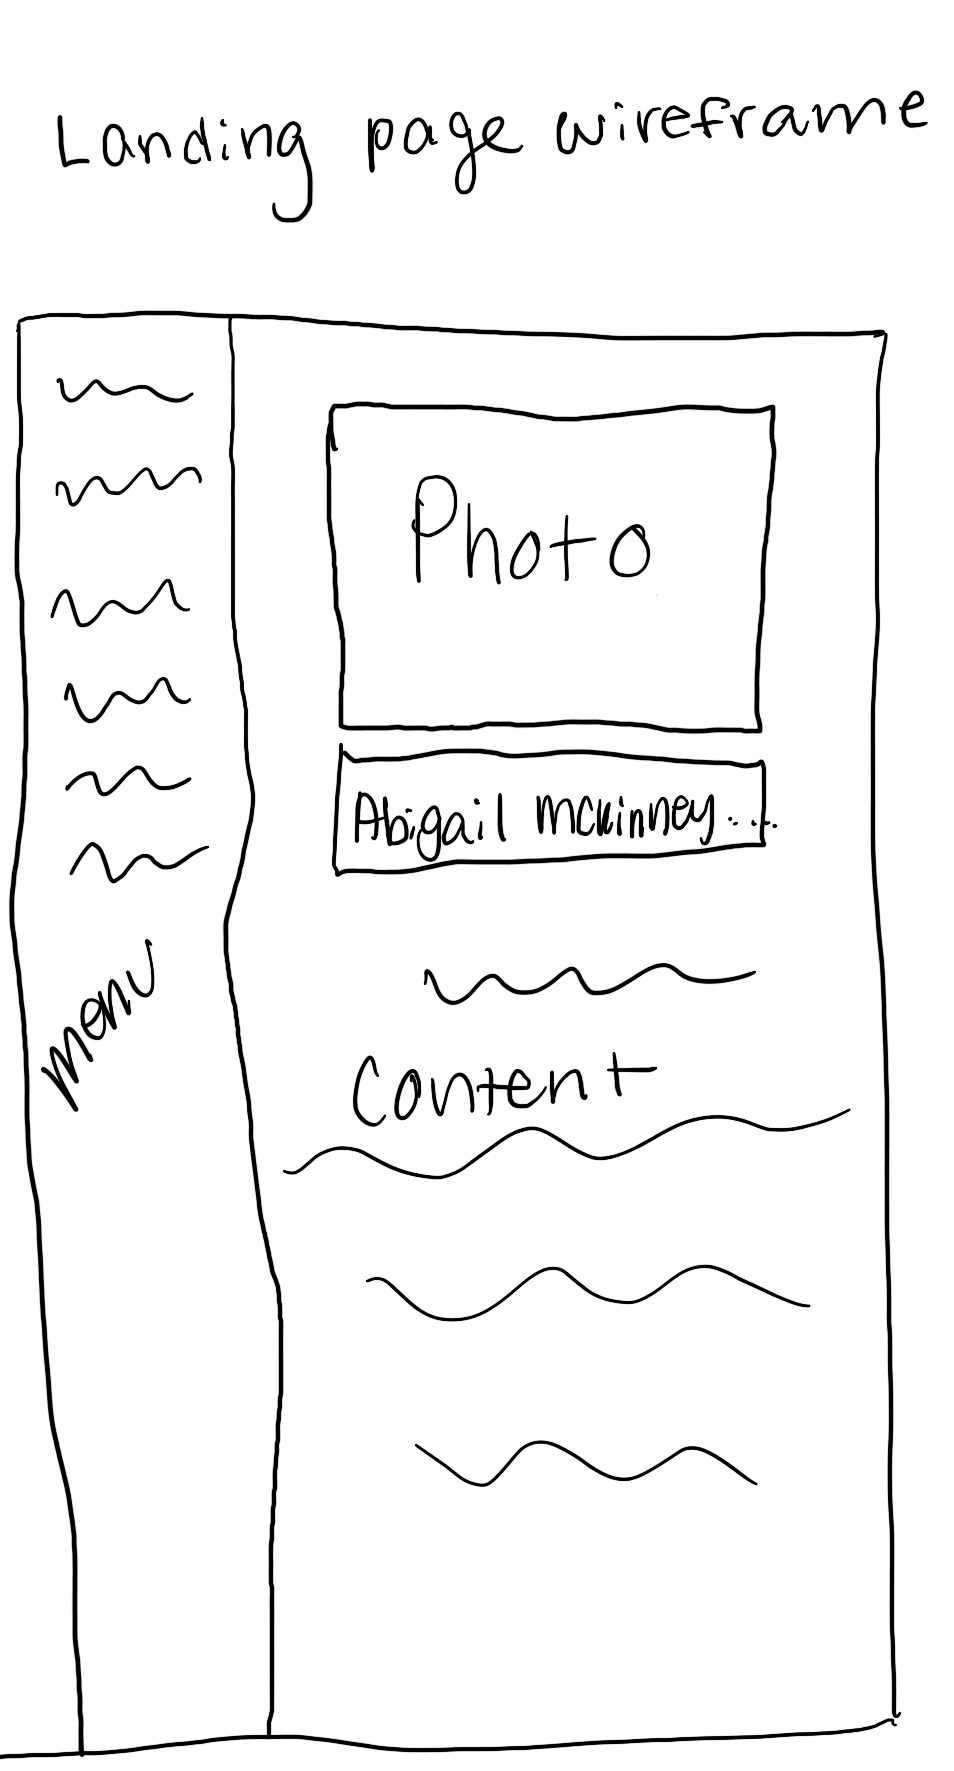 Landing page wireframe
Photo
Abigail mckinney....
menu
Content